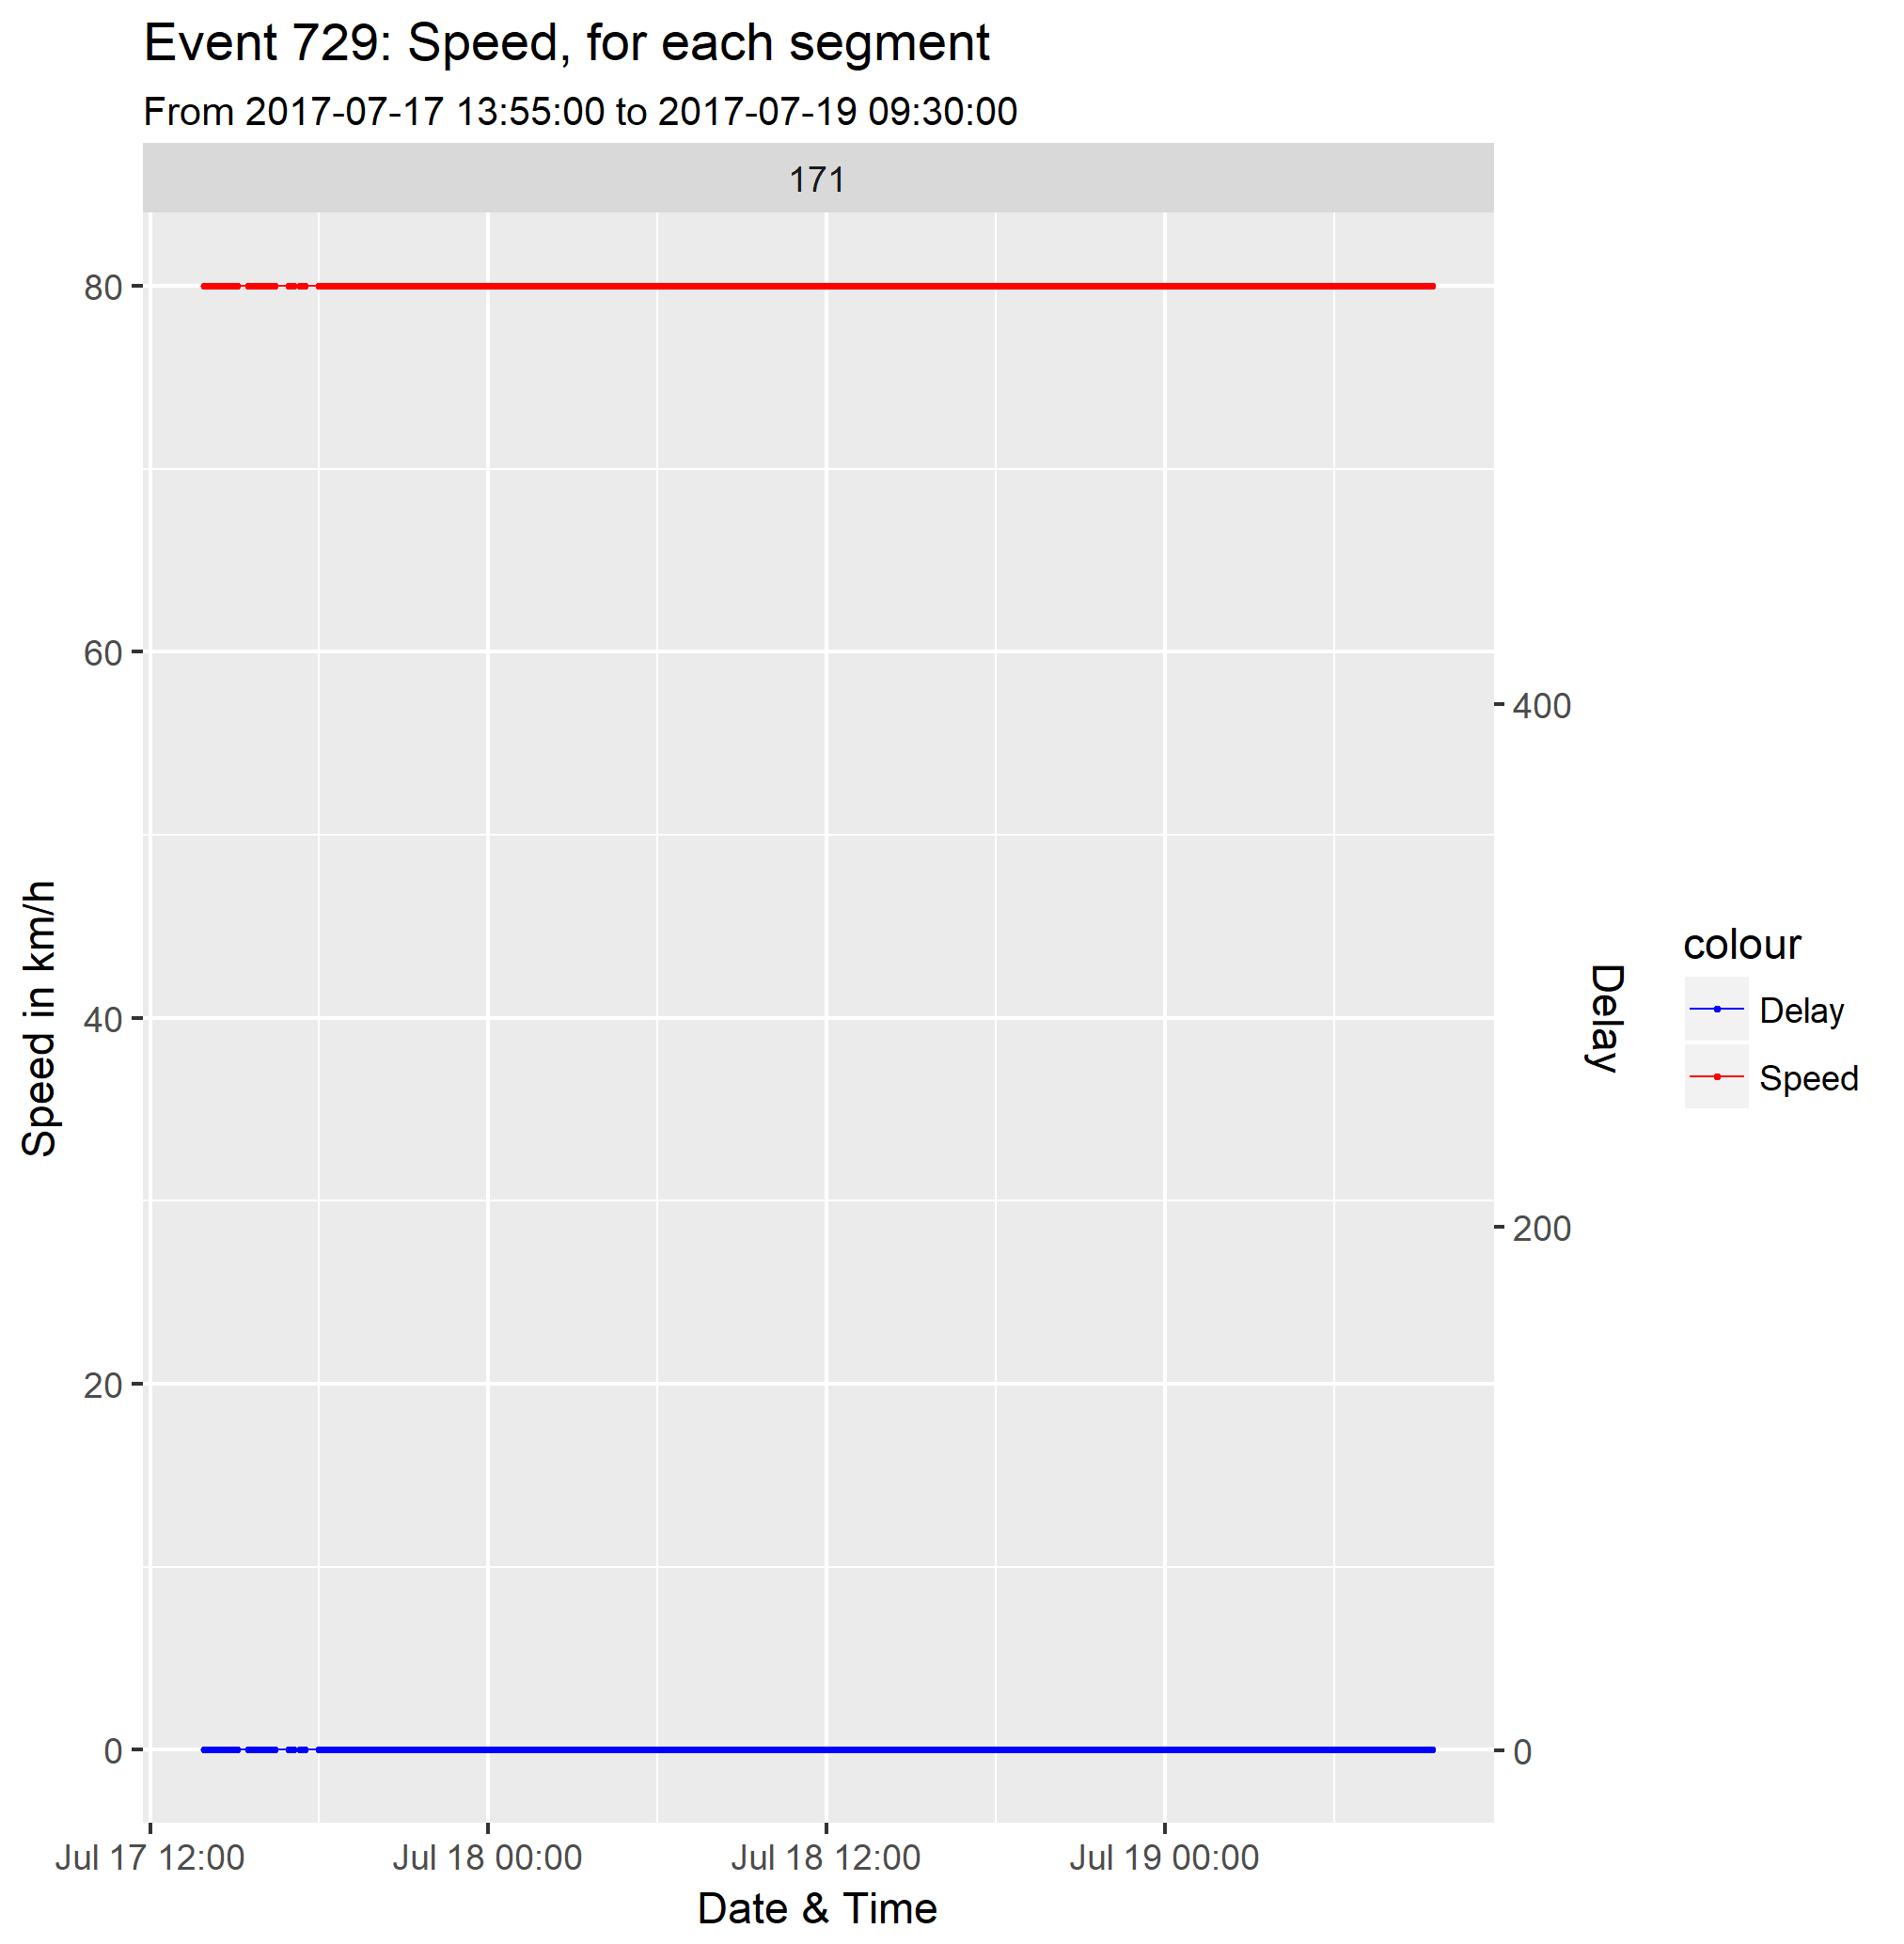 Event 729: Speed, for each segment
From 2017-07-17 13:55:00 to 2017-07-19 09:30:00
171
80
60
40
20
0
Speed in km/h
400
200
0
Delay
colour
Delay
Speed
Jul 17 12:00
Jul 18 00:00
Jul 18 12:00
Jul 19 00:00
Date & Time